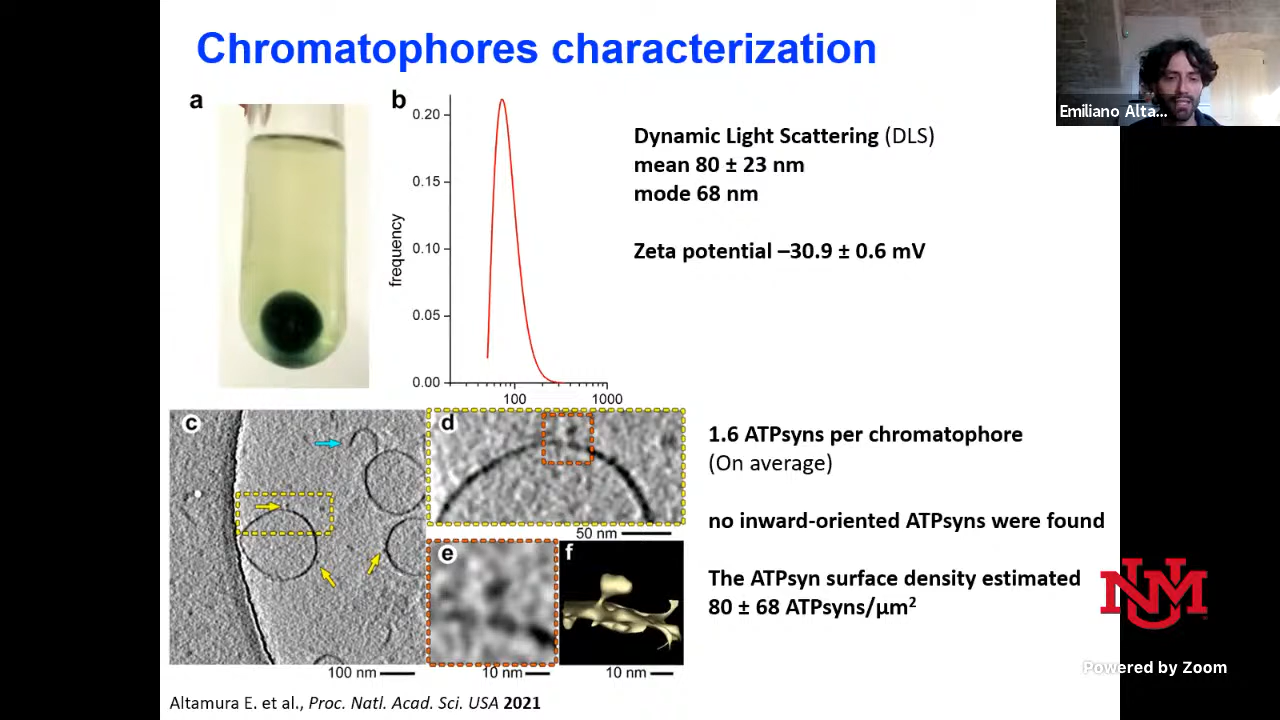 Chromatophores characterization
Emiliano Alta...
a
b
0.20
0.15
0.10
0.05
0.00
frequency
100
1000
Dynamic Light Scattering (DLS)
mean 80 ± 23 nm
mode 68 nm
Zeta potential –30.9 ± 0.6 mV
c
d
50 nm
e
f
100 nm
10 nm
10 nm
1.6 ATPsyns per chromatophore
(On average)
no inward-oriented ATPsyns were found
The ATPsyn surface density estimated
80 ± 68 ATPsyns/µm²
UNM
Powered by Zoom
Altamura E. et al., Proc. Natl. Acad. Sci. USA 2021